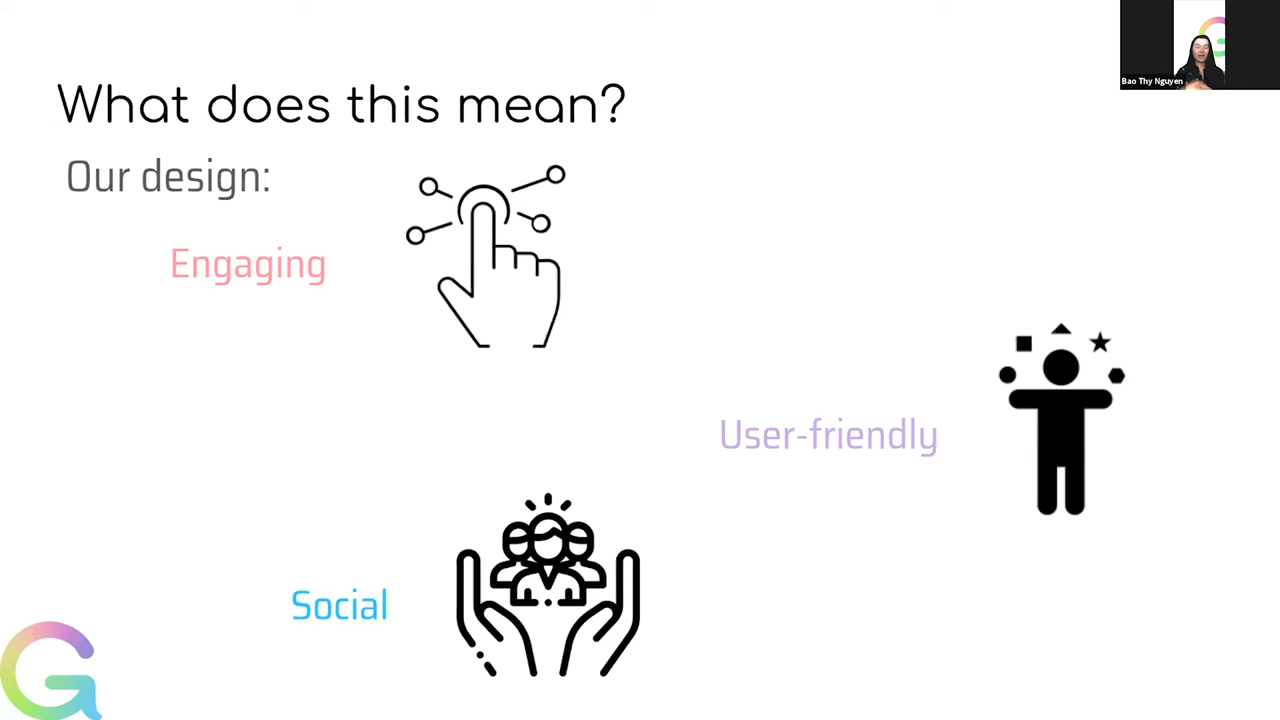 Bao Thy Nguyen
What does this mean?
Our design:
Engaging
User-friendly
Social
G